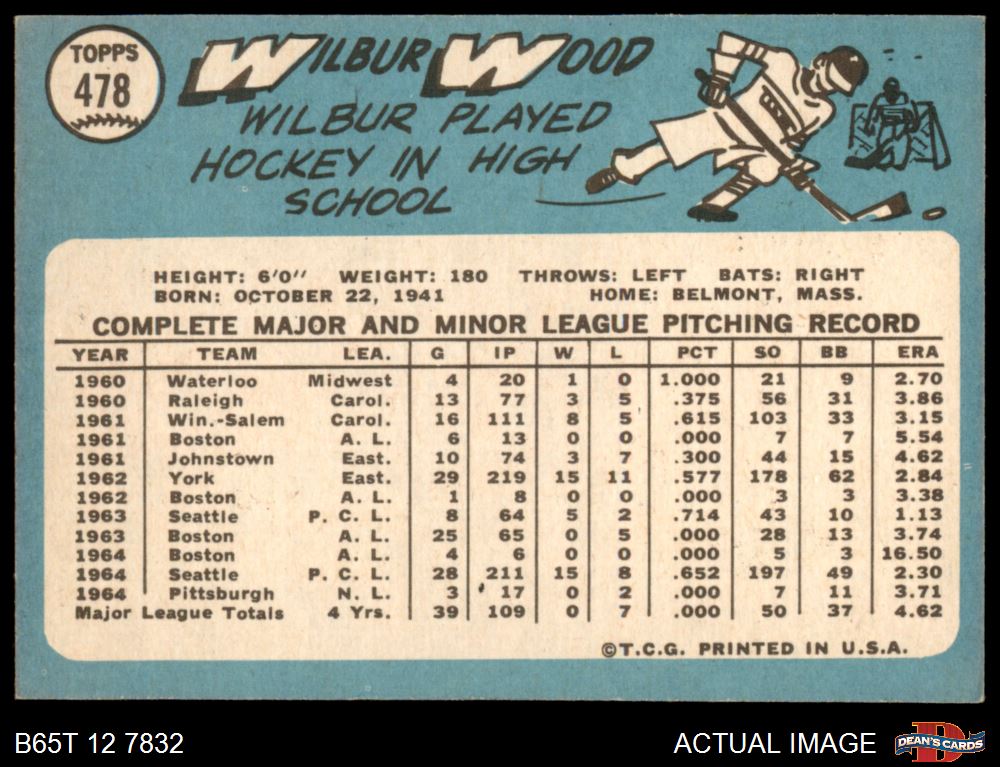 TOPPS
478
WILBUR WOOD
WILBUR PLAYED
HOCKEY IN HIGH
SCHOOL
HEIGHT: 6'0" WEIGHT: 180 THROWS: LEFT BATS: RIGHT
BORN: OCTOBER 22, 1941 HOME: BELMONT, MASS.
COMPLETE MAJOR AND MINOR LEAGUE PITCHING RECORD
YEAR TEAM LEA. G IP W L PCT SO BB ERA
1960 Waterloo Midwest 4 20 1 0 1.000 21 9 2.70
1960 Raleigh Carol. 13 77 3 5 .375 56 31 3.86
1961 Win.-Salem Carol. 16 111 8 5 .615 103 33 3.15
1961 Boston A. L. 6 13 0 0 .000 7 7 5.54
1961 Johnstown East. 10 74 3 7 .300 44 15 4.62
1962 York East. 29 219 15 11 .577 178 62 2.84
1962 Boston A. L. 1 8 0 0 .000 3 3 3.38
1963 Seattle P. C. L. 8 64 5 2 .714 43 10 1.13
1963 Boston A. L. 25 65 0 5 .000 28 13 3.74
1964 Boston A. L. 4 6 0 0 .000 5 3 16.50
1964 Seattle P. C. L. 28 211 15 8 .652 197 49 2.30
1964 Pittsburgh N. L. 3 17 0 2 .000 7 11 3.71
Major League Totals 4 Yrs. 39 109 0 7 .000 50 37 4.62
©T.C.G. PRINTED IN U.S.A.
B65T 12 7832 ACTUAL IMAGE DEAN'S CARDS